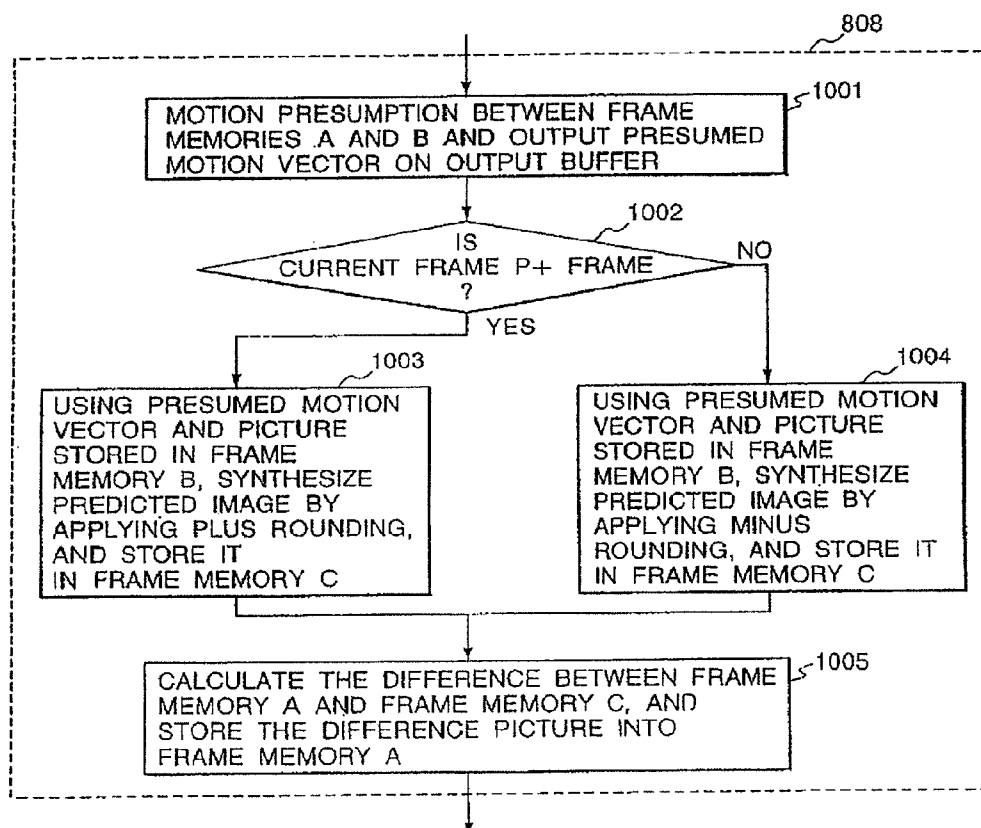 808
1001
MOTION PRESUMPTION BETWEEN FRAME
MEMORIES A AND B AND OUTPUT PRESUMED
MOTION VECTOR ON OUTPUT BUFFER
1002
IS
CURRENT FRAME P+ FRAME
?
NO
YES
1003
USING PRESUMED MOTION
VECTOR AND PICTURE
STORED IN FRAME
MEMORY B, SYNTHESIZE
PREDICTED IMAGE BY
APPLYING PLUS ROUNDING,
AND STORE IT
IN FRAME MEMORY C
1004
USING PRESUMED MOTION
VECTOR AND PICTURE
STORED IN FRAME
MEMORY B, SYNTHESIZE
PREDICTED IMAGE BY
APPLYING MINUS
ROUNDING, AND STORE IT
IN FRAME MEMORY C
1005
CALCULATE THE DIFFERENCE BETWEEN FRAME
MEMORY A AND FRAME MEMORY C, AND
STORE THE DIFFERENCE PICTURE INTO
FRAME MEMORY A